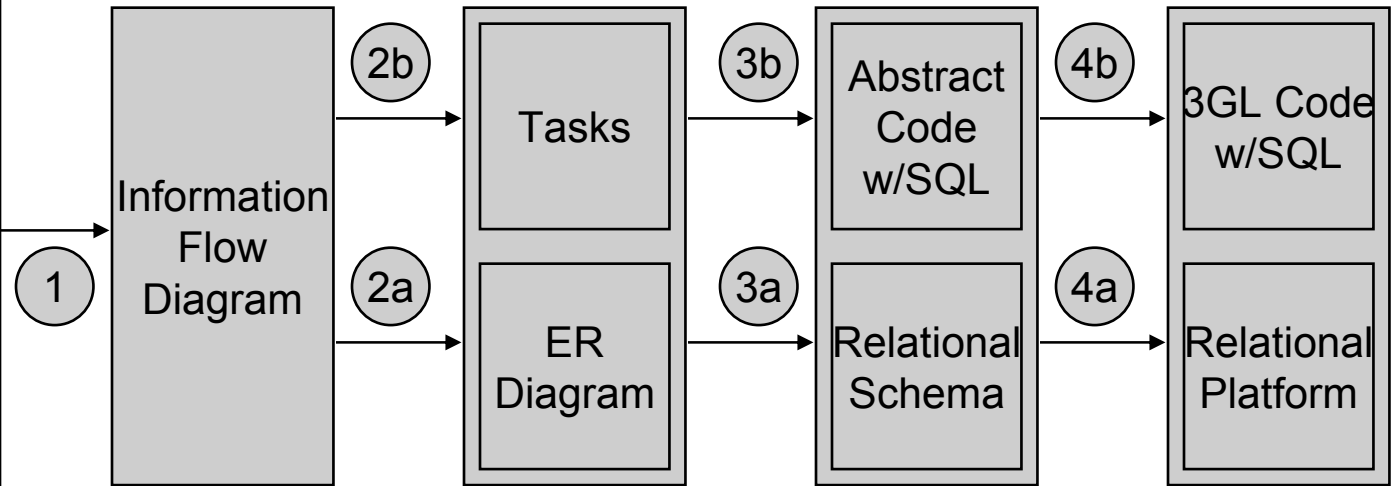 1
Information
Flow
Diagram
2b
2a
Tasks
ER
Diagram
3b
3a
Abstract
Code
w/SQL
Relational
Schema
4b
4a
3GL Code
w/SQL
Relational
Platform